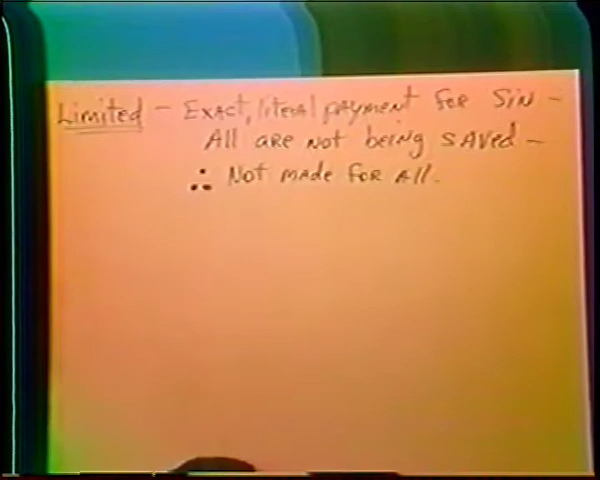 Limited - Exact, literal payment for Sin -
All are not being saved -
∴ Not made for all.